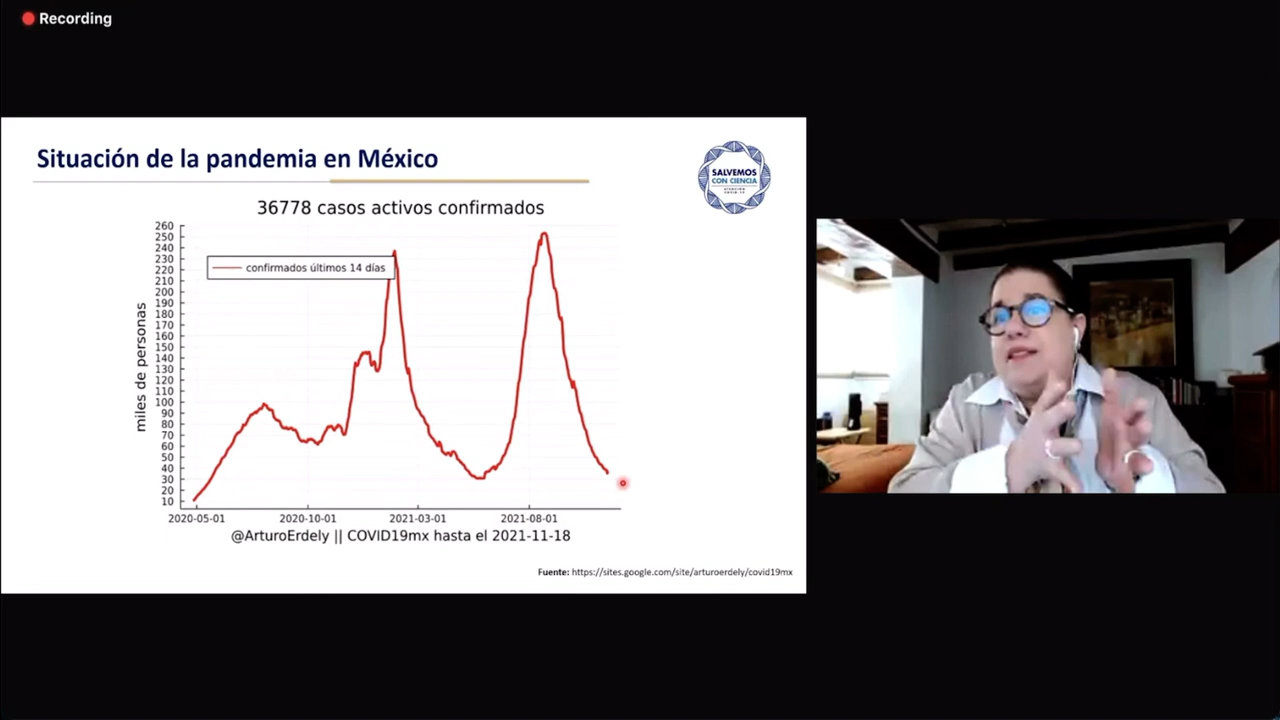 Recording
Situación de la pandemia en México
SALVEMOS
CON CIENCIA
36778 casos activos confirmados
260
250
240
230
220
210
200
190
180
170
160
150
140
130
120
110
100
90
80
70
60
50
40
30
20
10
miles de personas
confirmados últimos 14 días
2020-05-01 2020-10-01 2021-03-01 2021-08-01
@ArturoErdely || COVID19mx hasta el 2021-11-18
Fuente: https://sites.google.com/site/arturoerdely/covid19mx